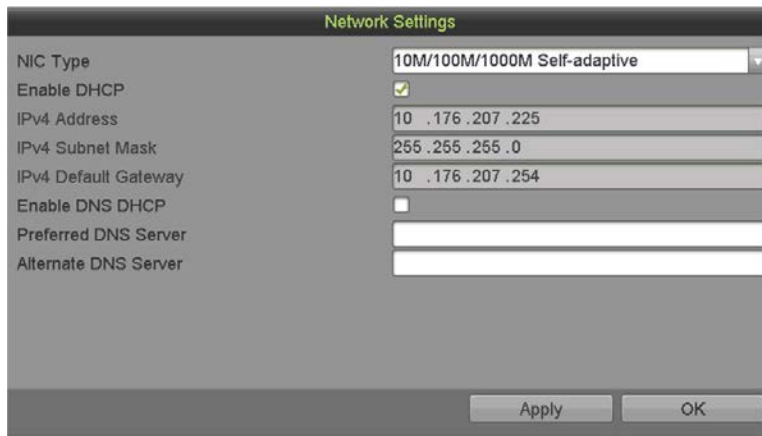 Network Settings
NIC Type 10M/100M/1000M Self-adaptive
Enable DHCP
IPv4 Address 10 .176 .207 .225
IPv4 Subnet Mask 255 .255 .255 .0
IPv4 Default Gateway 10 .176 .207 .254
Enable DNS DHCP
Preferred DNS Server
Alternate DNS Server
Apply OK